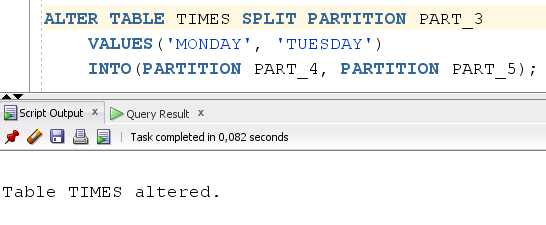 ALTER TABLE TIMES SPLIT PARTITION PART_3
VALUES('MONDAY', 'TUESDAY')
INTO(PARTITION PART_4, PARTITION PART_5);
Script Output x Query Result x
Task completed in 0,082 seconds
Table TIMES altered.